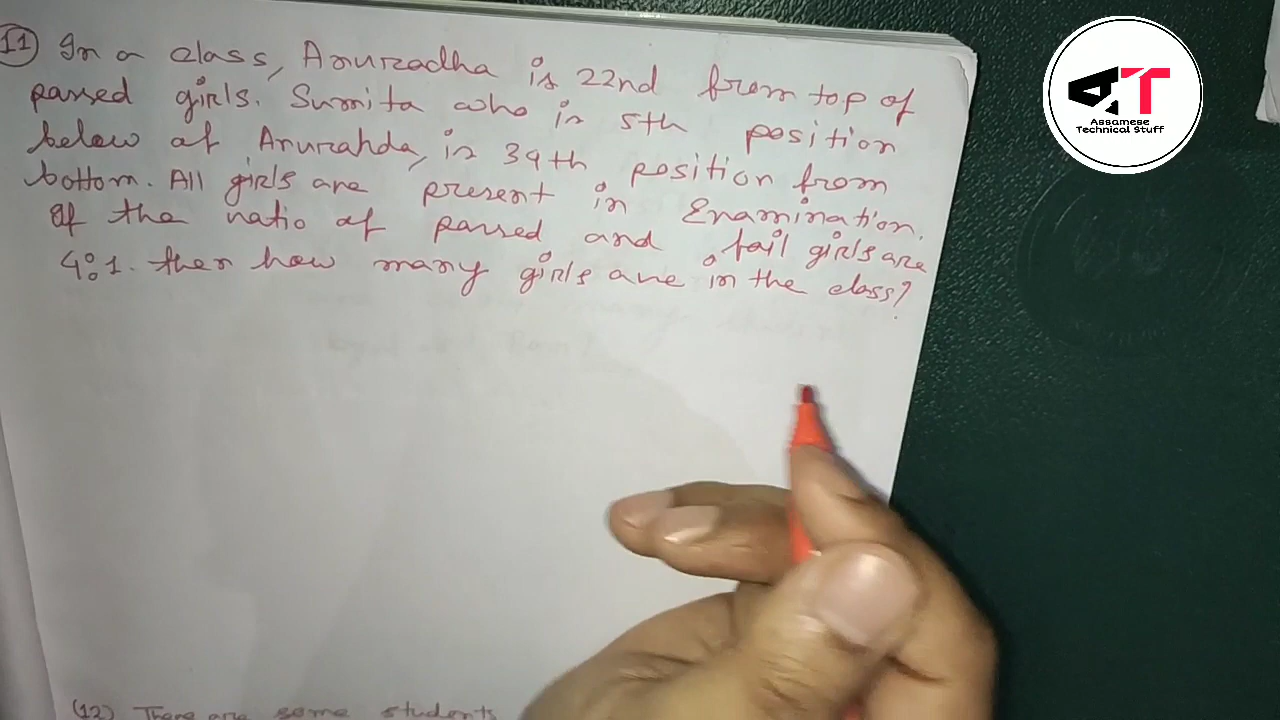 11) In a class, Anuradha is 22nd from top of
passed girls. Sumita who is 5th position
below of Anurahda, is 34th position from
bottom. All girls are present in Examination.
If the ratio of passed and fail girls are
4:1. then how many girls are in the class?
(12) There are some students
AT
Assamese
Technical Stuff